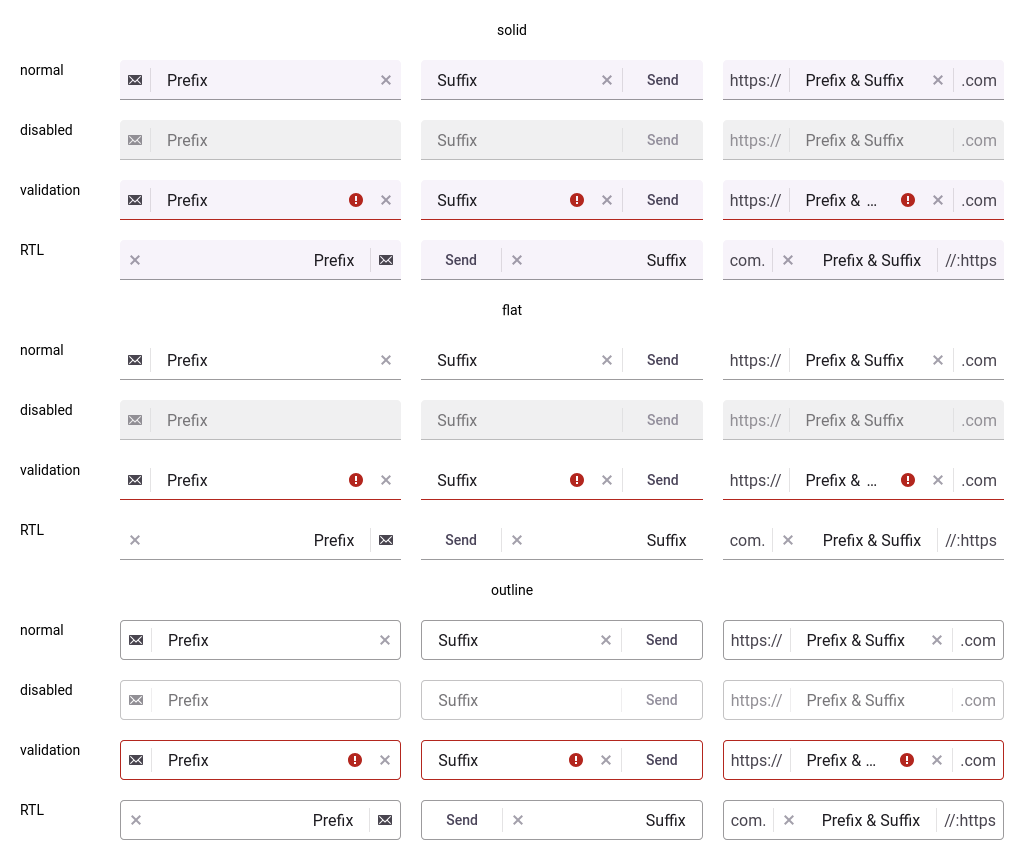 solid
normal Prefix Suffix Send https:// Prefix & Suffix .com
disabled Prefix Suffix Send https:// Prefix & Suffix .com
validation Prefix Suffix Send https:// Prefix & ... .com
RTL Prefix Send Suffix com. Prefix & Suffix //:https
flat
normal Prefix Suffix Send https:// Prefix & Suffix .com
disabled Prefix Suffix Send https:// Prefix & Suffix .com
validation Prefix Suffix Send https:// Prefix & ... .com
RTL Prefix Send Suffix com. Prefix & Suffix //:https
outline
normal Prefix Suffix Send https:// Prefix & Suffix .com
disabled Prefix Suffix Send https:// Prefix & Suffix .com
validation Prefix Suffix Send https:// Prefix & ... .com
RTL Prefix Send Suffix com. Prefix & Suffix //:https